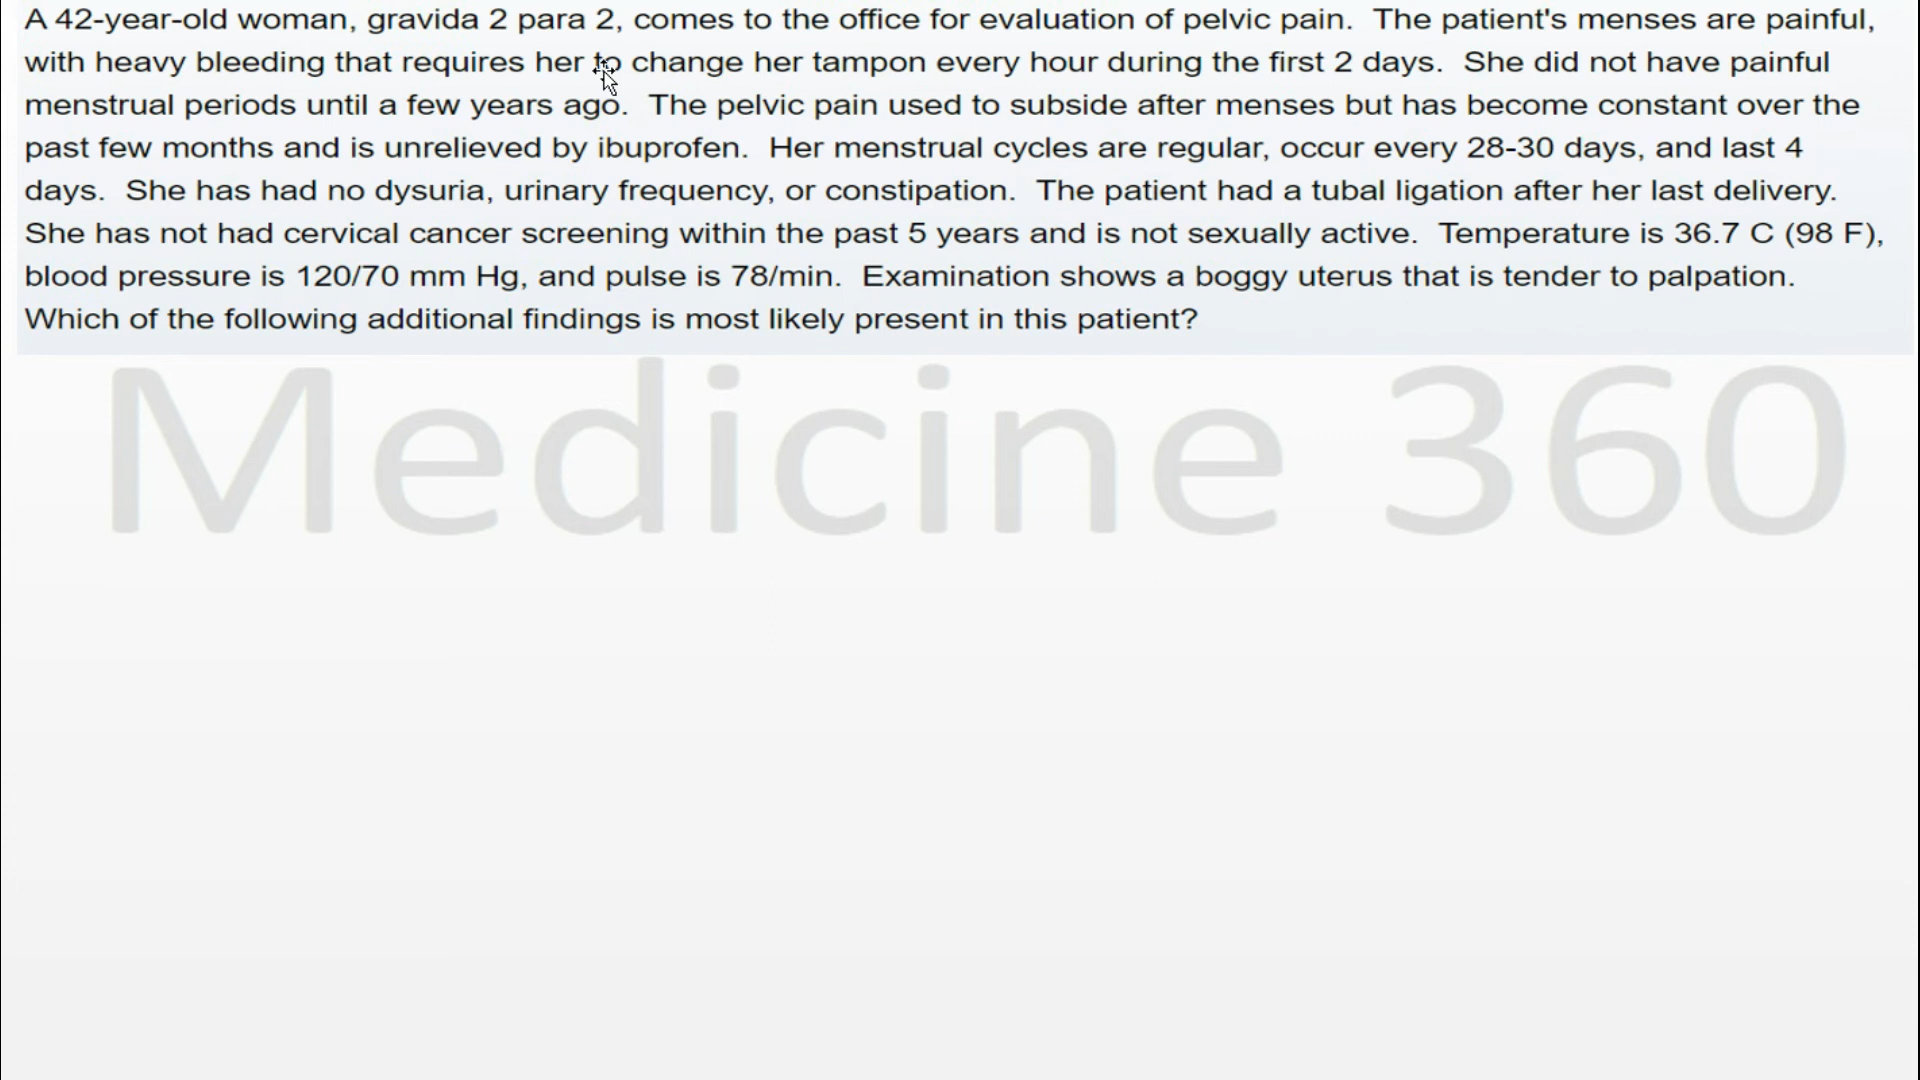 A 42-year-old woman, gravida 2 para 2, comes to the office for evaluation of pelvic pain. The patient's menses are painful,
with heavy bleeding that requires her to change her tampon every hour during the first 2 days. She did not have painful
menstrual periods until a few years ago. The pelvic pain used to subside after menses but has become constant over the
past few months and is unrelieved by ibuprofen. Her menstrual cycles are regular, occur every 28-30 days, and last 4
days. She has had no dysuria, urinary frequency, or constipation. The patient had a tubal ligation after her last delivery.
She has not had cervical cancer screening within the past 5 years and is not sexually active. Temperature is 36.7 C (98 F),
blood pressure is 120/70 mm Hg, and pulse is 78/min. Examination shows a boggy uterus that is tender to palpation.
Which of the following additional findings is most likely present in this patient?
Medicine 360